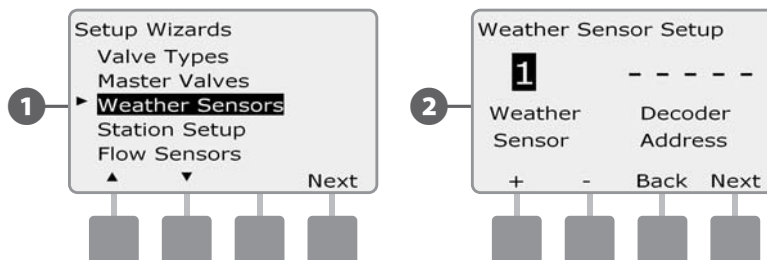 1
Setup Wizards
Valve Types
Master Valves
Weather Sensors
Station Setup
Flow Sensors
Next
2
Weather Sensor Setup
1 - - - - -
Weather Sensor
Decoder Address
+ - Back Next